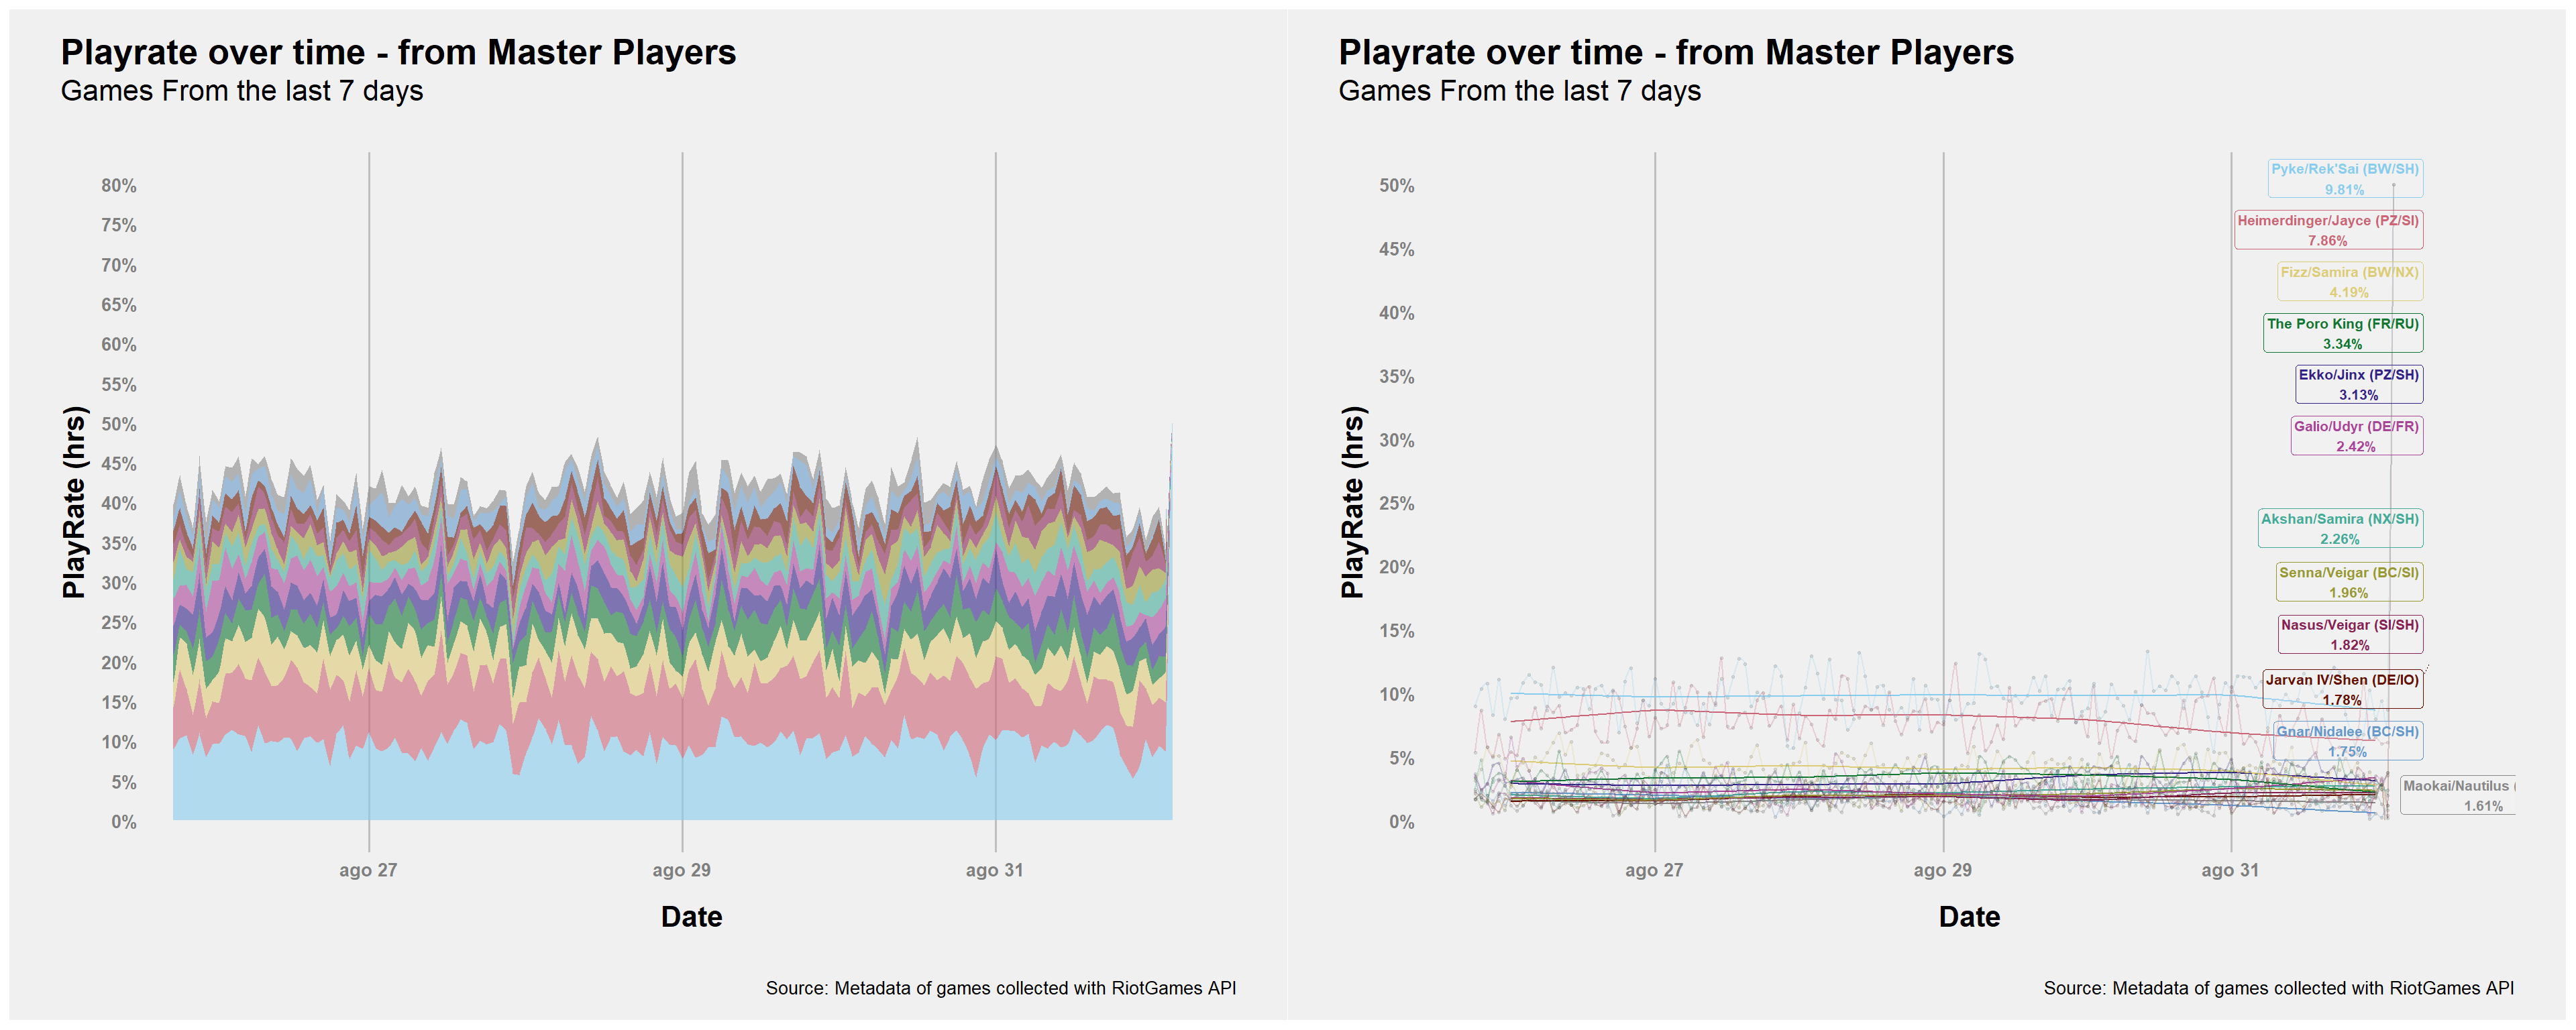 Playrate over time - from Master Players
Games From the last 7 days
PlayRate (hrs)
80%
75%
70%
65%
60%
55%
50%
45%
40%
35%
30%
25%
20%
15%
10%
5%
0%
ago 27
ago 29
ago 31
Date
Source: Metadata of games collected with RiotGames API
Playrate over time - from Master Players
Games From the last 7 days
PlayRate (hrs)
50%
45%
40%
35%
30%
25%
20%
15%
10%
5%
0%
Pyke/Rek'Sai (BW/SH)
9.81%
Heimerdinger/Jayce (PZ/SI)
7.86%
Fizz/Samira (BW/NX)
4.19%
The Poro King (FR/RU)
3.34%
Ekko/Jinx (PZ/SH)
3.13%
Galio/Udyr (DE/FR)
2.42%
Akshan/Samira (NX/SH)
2.26%
Senna/Veigar (BC/SI)
1.96%
Nasus/Veigar (SI/SH)
1.82%
Jarvan IV/Shen (DE/IO)
1.78%
Gnar/Nidalee (BC/SH)
1.75%
Maokai/Nautilus (
1.61%
ago 27
ago 29
ago 31
Date
Source: Metadata of games collected with RiotGames API